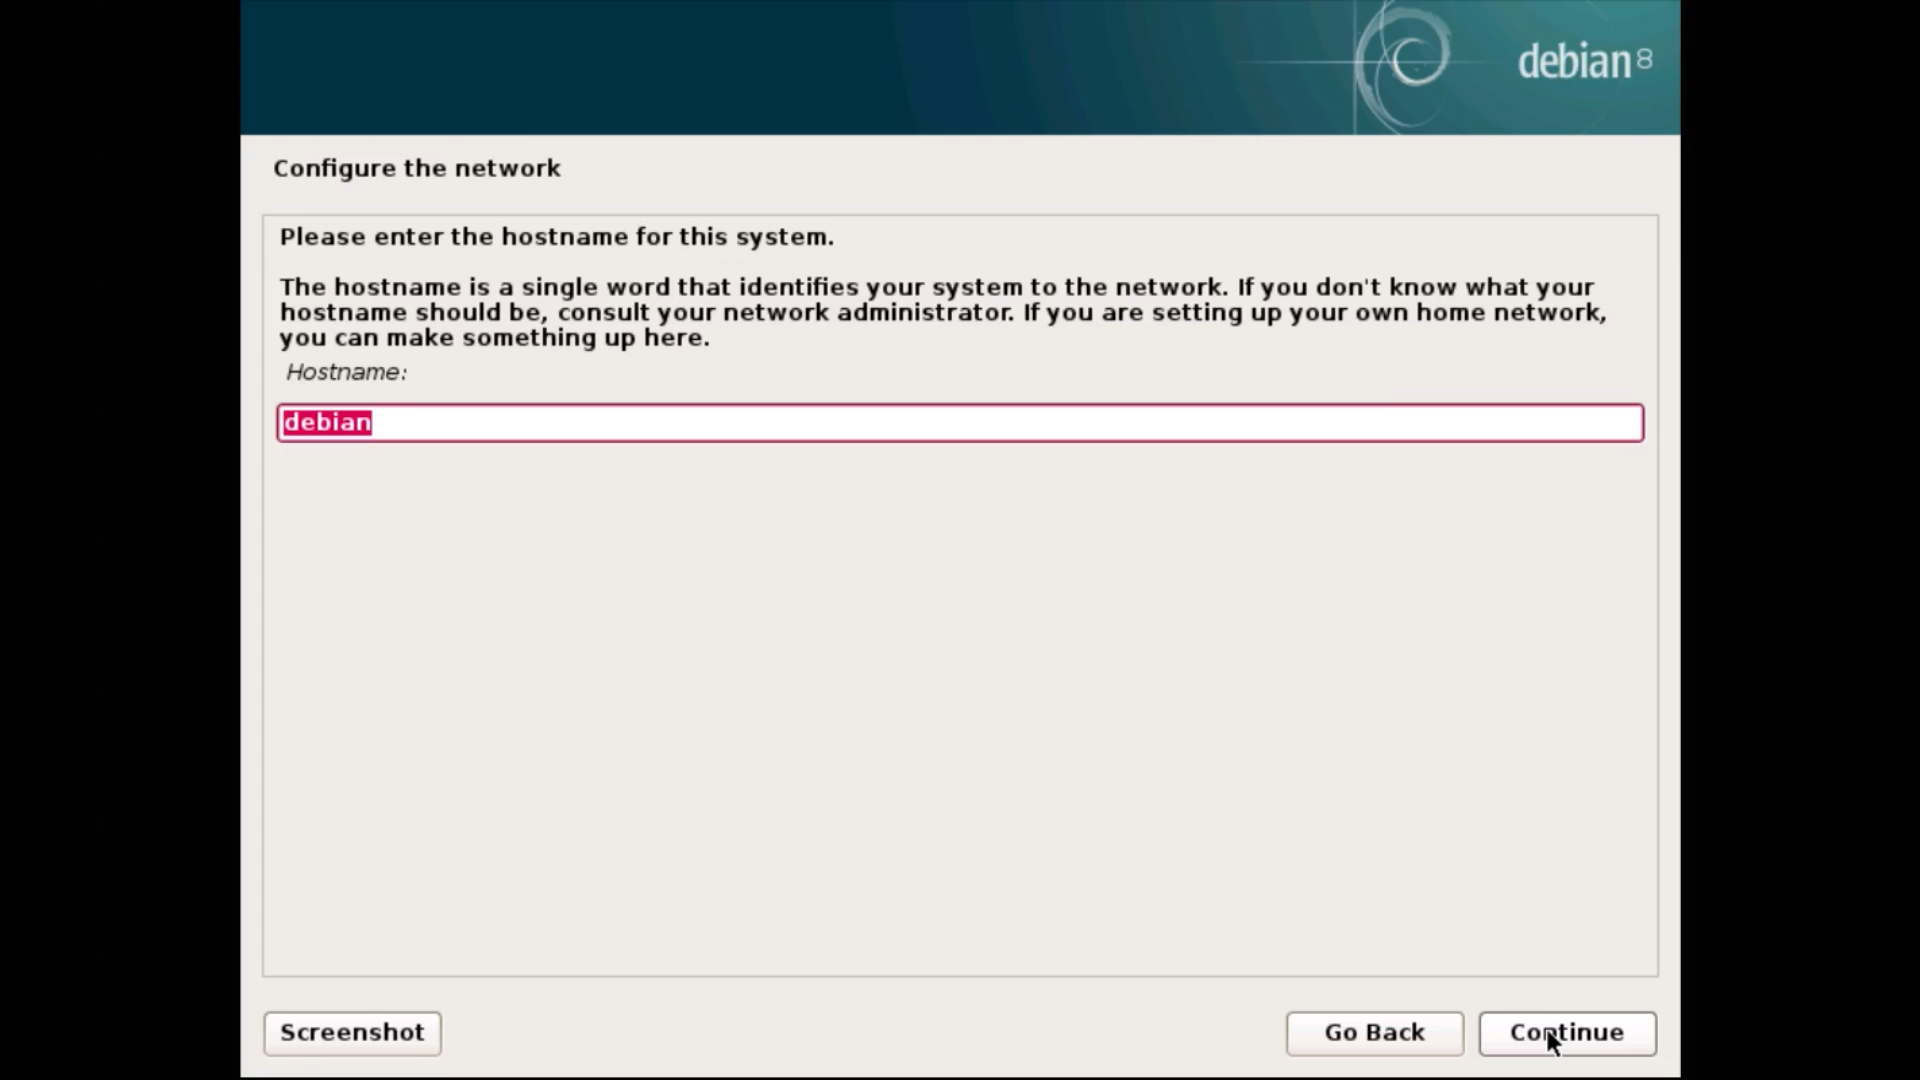 debian 8
Configure the network
Please enter the hostname for this system.
The hostname is a single word that identifies your system to the network. If you don't know what your
hostname should be, consult your network administrator. If you are setting up your own home network,
you can make something up here.
Hostname:
debian
Screenshot
Go Back
Continue